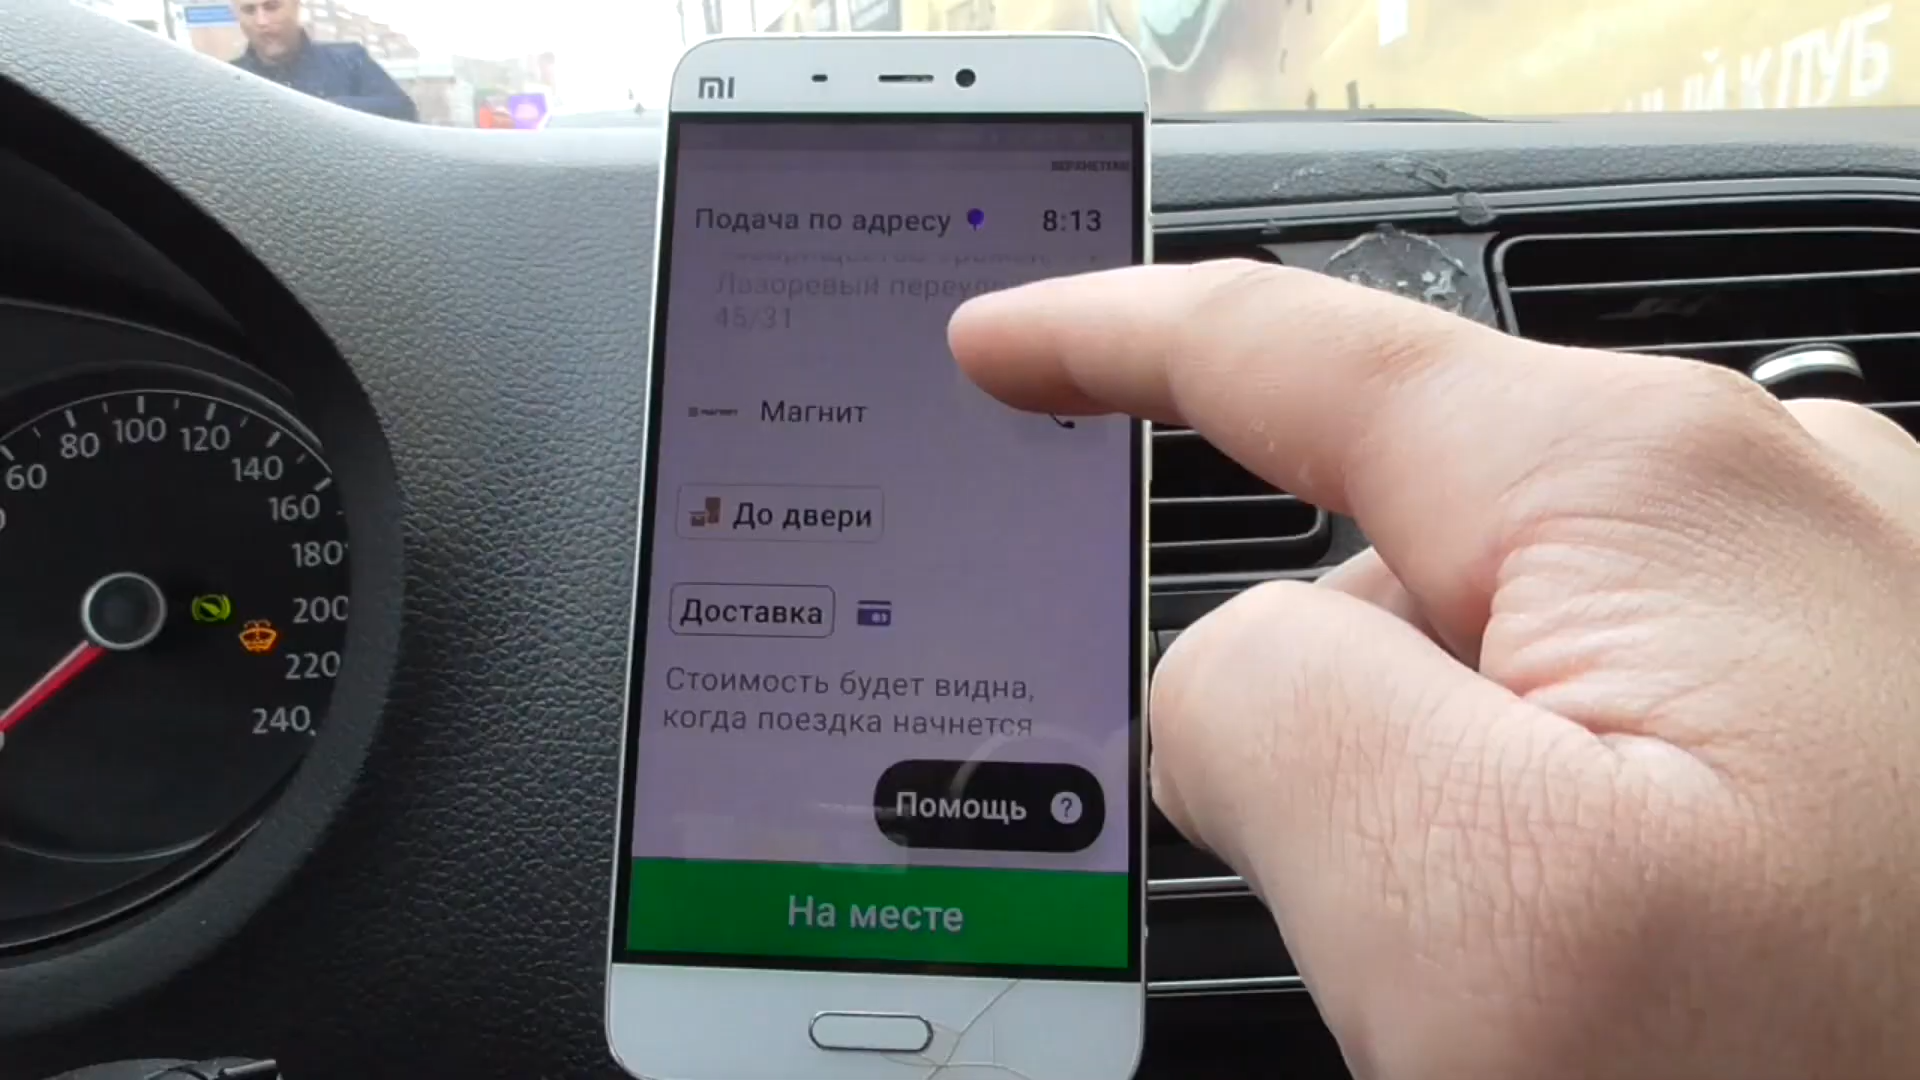 КЛУБ
MI
Подача по адресу 8:13
Лазоревый
45/31
Магнит
До двери
Доставка
Стоимость будет видна,
когда поездка начнется
Помощь ?
На месте
60
80
100
120
140
160
180
200
220
240